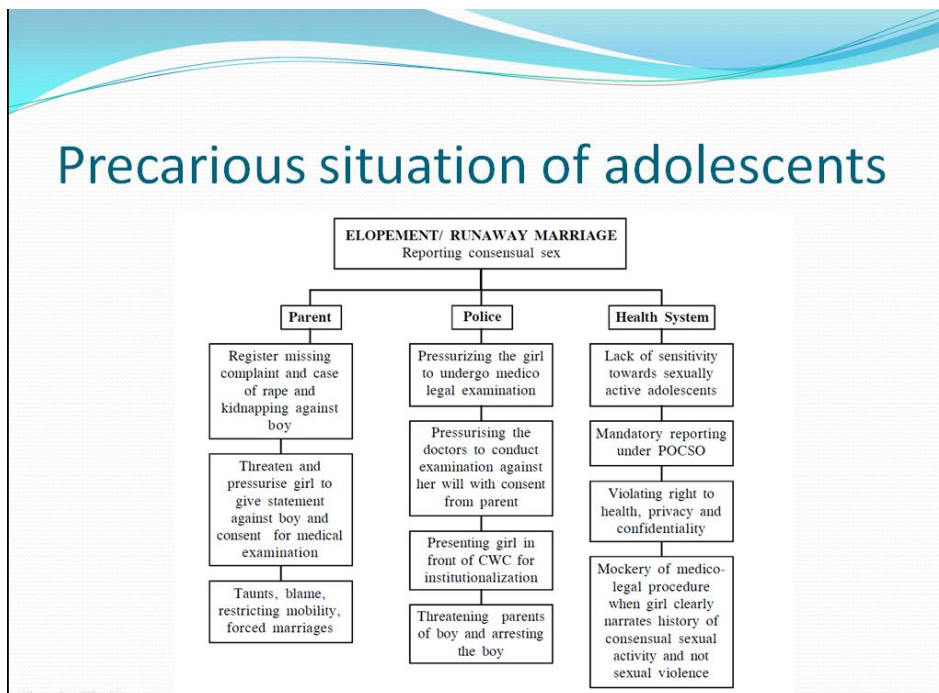 Precarious situation of adolescents
ELOPEMENT/ RUNAWAY MARRIAGE
Reporting consensual sex
Parent
Register missing
complaint and case
of rape and
kidnapping against
boy
Threaten and
pressurise girl to
give statement
against boy and
consent for medical
examination
Taunts, blame,
restricting mobility,
forced marriages
Police
Pressurizing the girl
to undergo medico
legal examination
Pressurising the
doctors to conduct
examination against
her will with consent
from parent
Presenting girl in
front of CWC for
institutionalization
Threatening parents
of boy and arresting
the boy
Health System
Lack of sensitivity
towards sexually
active adolescents
Mandatory reporting
under POCSO
Violating right to
health, privacy and
confidentiality
Mockery of medico-
legal procedure
when girl clearly
narrates history of
consensual sexual
activity and not
sexual violence